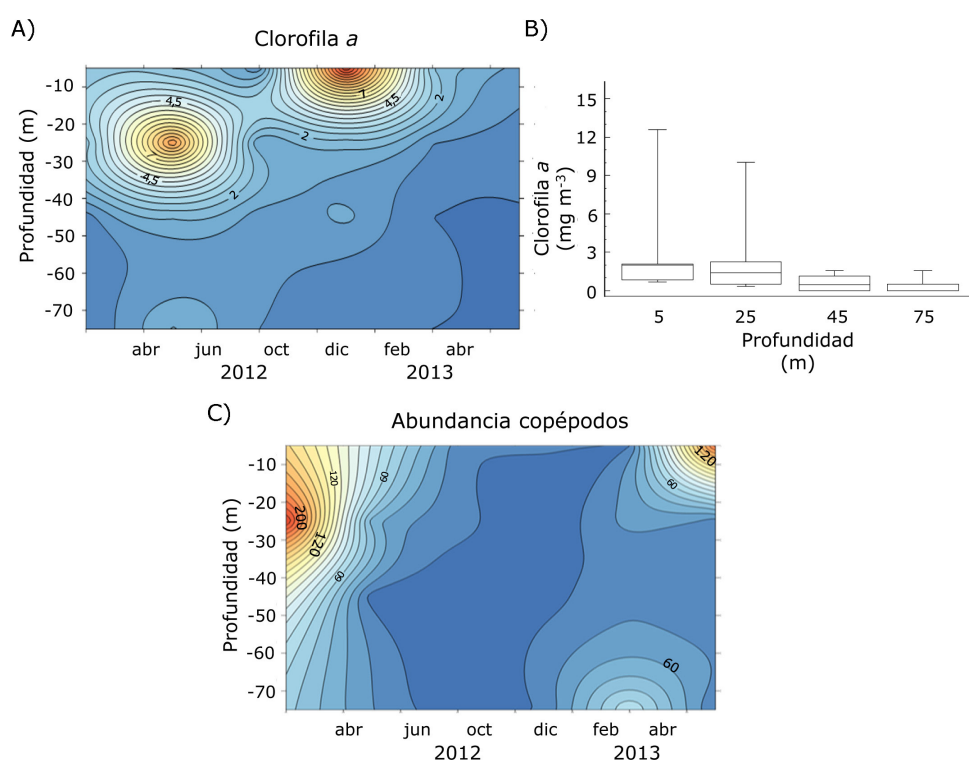 A)
Clorofila a
Profundidad (m)
-10
-20
-30
-40
-50
-60
-70
4,5
7
4,5
2
2
7
4,5
2
abr jun oct dic feb abr
2012 2013
B)
Clorofila a
(mg m-3)
15
12
9
6
3
0
5 25 45 75
Profundidad
(m)
C)
Abundancia copépodos
Profundidad (m)
-10
-20
-30
-40
-50
-60
-70
120
60
200
120
60
120
60
60
abr jun oct dic feb abr
2012 2013